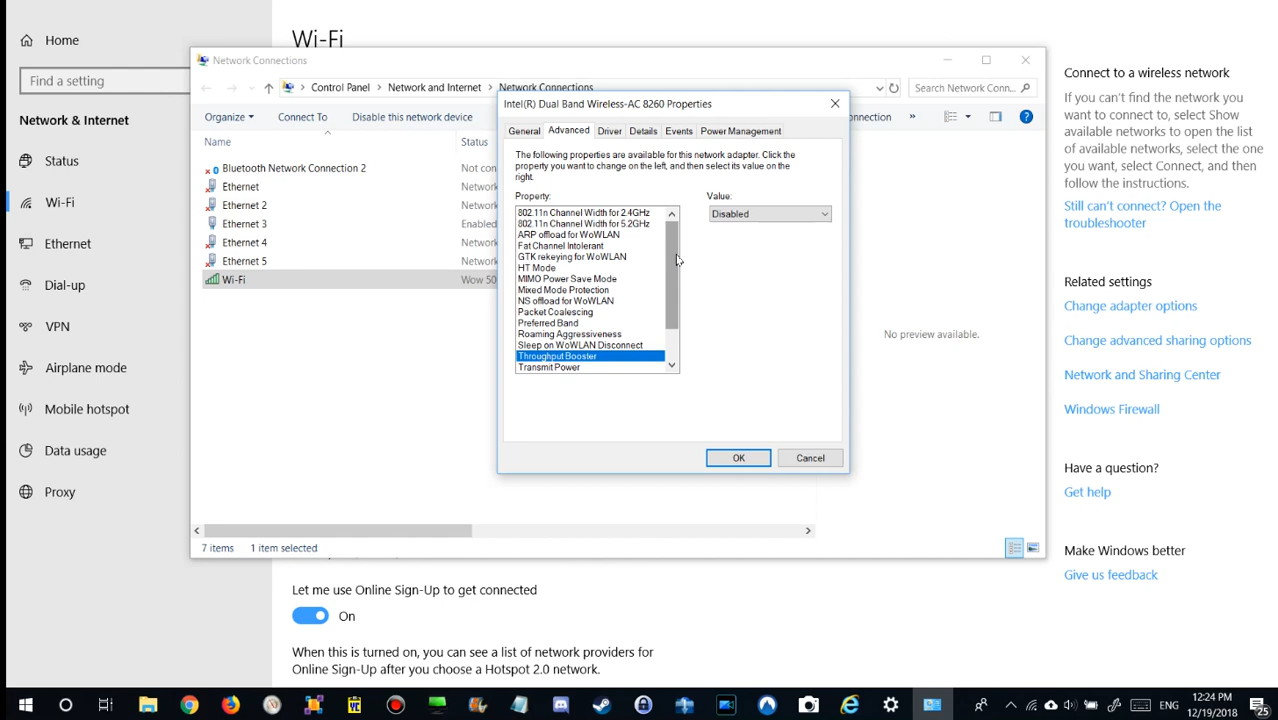 Home
Find a setting
Network & Internet
Status
Wi-Fi
Ethernet
Dial-up
VPN
Airplane mode
Mobile hotspot
Data usage
Proxy
Wi-Fi
Network Connections
Control Panel
Network and Internet
Network Connections
Search Network Conn...
Organize
Connect To
Disable this network device
onnection
»
Name
Status
Bluetooth Network Connection 2
Not con
Ethernet
Network
Ethernet 2
Network
Ethernet 3
Enabled
Ethernet 4
Network
Ethernet 5
Network
Wi-Fi
Wow 50
No preview available.
7 items
1 item selected
Intel(R) Dual Band Wireless-AC 8260 Properties
General
Advanced
Driver
Details
Events
Power Management
The following properties are available for this network adapter. Click the
property you want to change on the left, and then select its value on the
right.
Property:
Value:
802.11n Channel Width for 2.4GHz
802.11n Channel Width for 5.2GHz
ARP offload for WoWLAN
Fat Channel Intolerant
GTK rekeying for WoWLAN
HT Mode
MIMO Power Save Mode
Mixed Mode Protection
NS offload for WoWLAN
Packet Coalescing
Preferred Band
Roaming Aggressiveness
Sleep on WoWLAN Disconnect
Throughput Booster
Transmit Power
Disabled
OK
Cancel
Let me use Online Sign-Up to get connected
On
When this is turned on, you can see a list of network providers for
Online Sign-Up after you choose a Hotspot 2.0 network.
Connect to a wireless network
If you can't find the network you
want to connect to, select Show
available networks to open the list
of available networks, select the one
you want, select Connect, and then
follow the instructions.
Still can't connect? Open the
troubleshooter
Related settings
Change adapter options
Change advanced sharing options
Network and Sharing Center
Windows Firewall
Have a question?
Get help
Make Windows better
Give us feedback
ENG
12:24 PM
12/19/2018
25